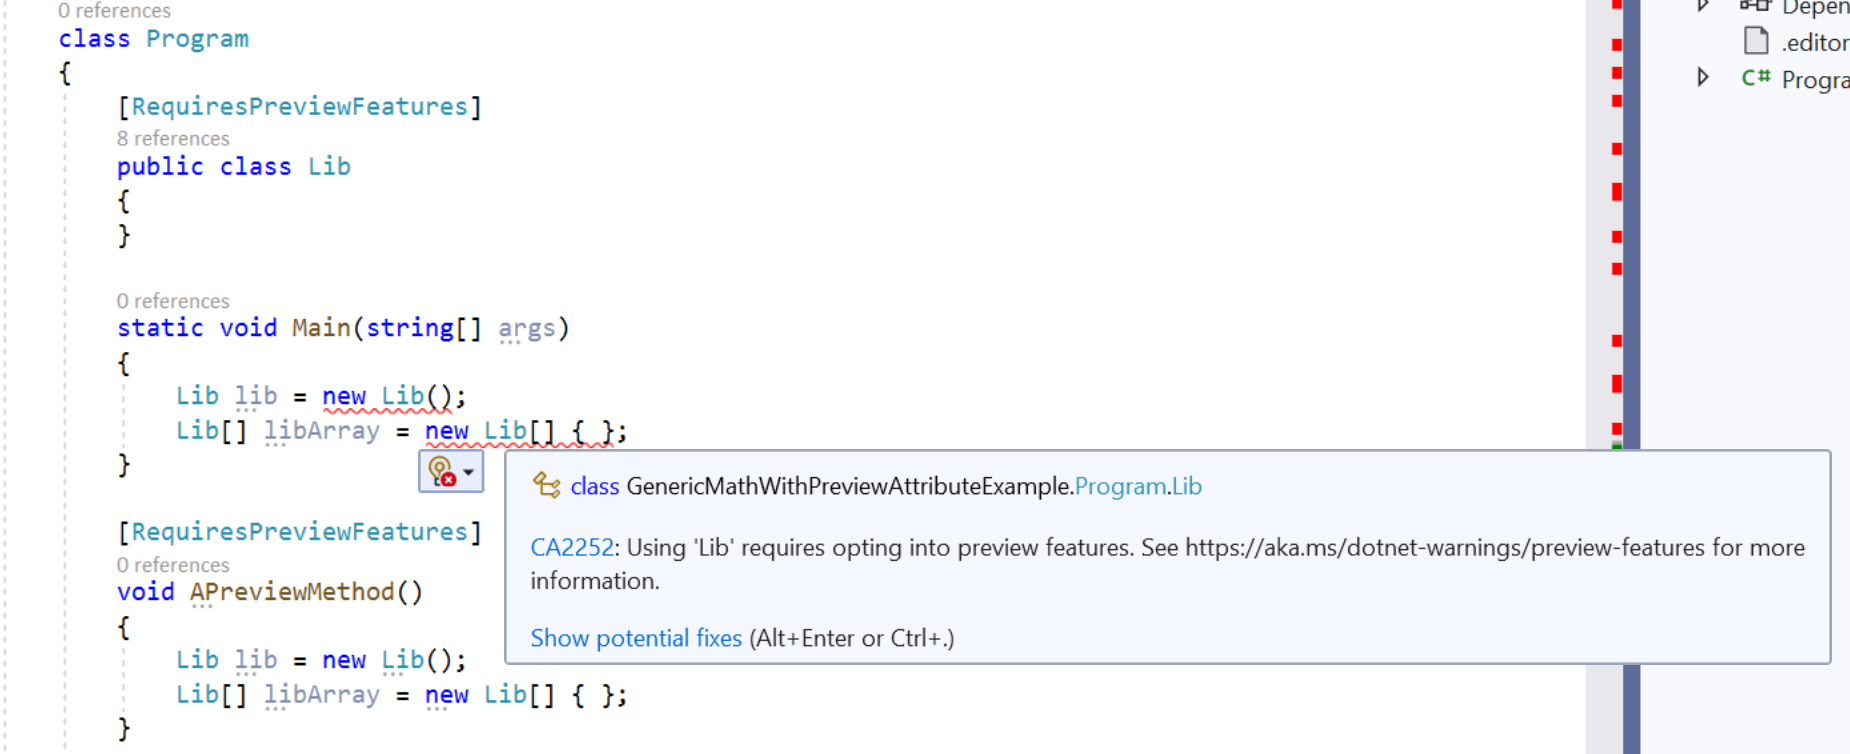 0 references
class Program
{
[RequiresPreviewFeatures]
8 references
public class Lib
{
}
0 references
static void Main(string[] args)
{
Lib lib = new Lib();
Lib[] libArray = new Lib[] { };
}
class GenericMathWithPreviewAttributeExample.Program.Lib
CA2252: Using 'Lib' requires opting into preview features. See https://aka.ms/dotnet-warnings/preview-features for more
information.
Show potential fixes (Alt+Enter or Ctrl+.)
[RequiresPreviewFeatures]
0 references
void APreviewMethod()
{
Lib lib = new Lib();
Lib[] libArray = new Lib[] { };
}
Depen
.editor
C# Progra